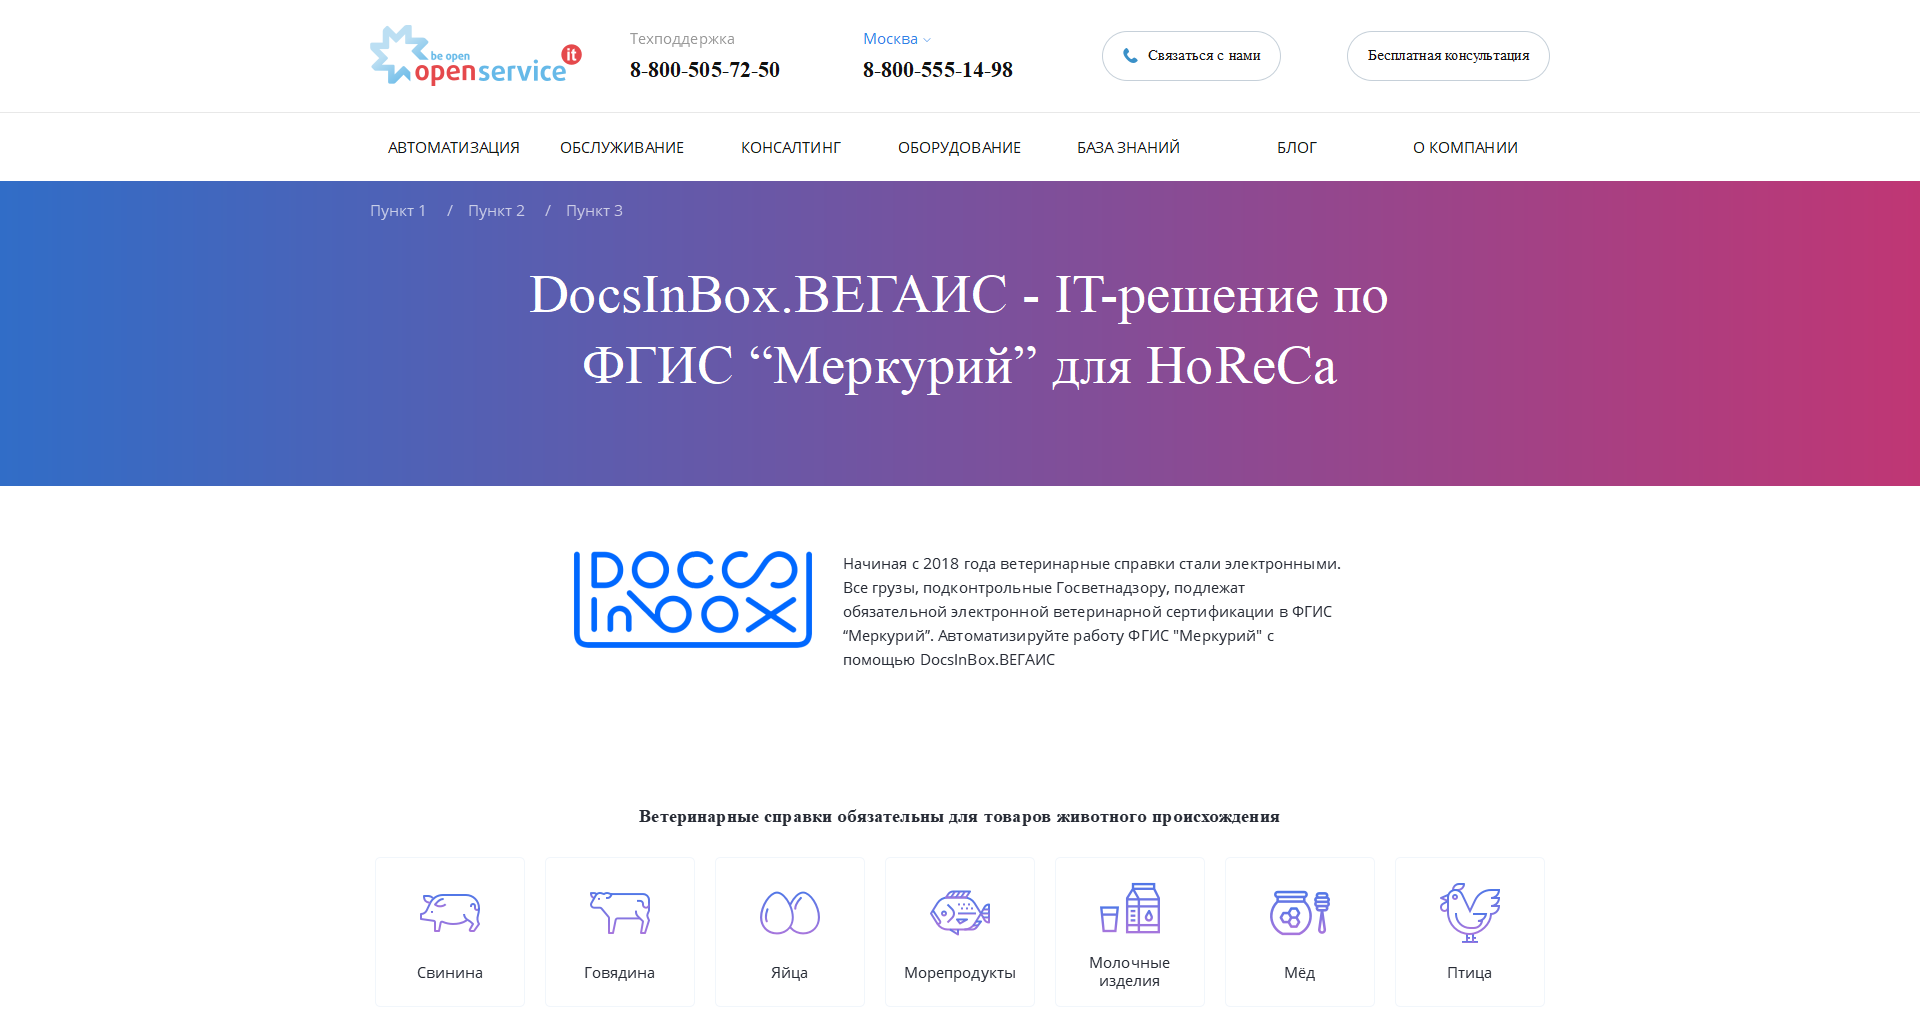 be open
openservice it
Техподдержка
8-800-505-72-50
Москва
8-800-555-14-98
Связаться с нами
Бесплатная консультация
АВТОМАТИЗАЦИЯ ОБСЛУЖИВАНИЕ КОНСАЛТИНГ ОБОРУДОВАНИЕ БАЗА ЗНАНИЙ БЛОГ О КОМПАНИИ
Пункт 1 / Пункт 2 / Пункт 3
DocsInBox.ВЕГАИС - IT-решение по
ФГИС “Меркурий” для HoReCa
DOCS
InBOX
Начиная с 2018 года ветеринарные справки стали электронными.
Все грузы, подконтрольные Госветнадзору, подлежат
обязательной электронной ветеринарной сертификации в ФГИС
“Меркурий”. Автоматизируйте работу ФГИС "Меркурий" с
помощью DocsInBox.ВЕГАИС
Ветеринарные справки обязательны для товаров животного происхождения
Свинина
Говядина
Яйца
Морепродукты
Молочные
изделия
Мёд
Птица